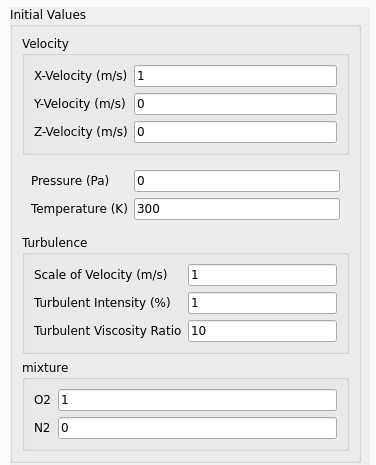 Initial Values
Velocity
X-Velocity (m/s) 1
Y-Velocity (m/s) 0
Z-Velocity (m/s) 0
Pressure (Pa) 0
Temperature (K) 300
Turbulence
Scale of Velocity (m/s) 1
Turbulent Intensity (%) 1
Turbulent Viscosity Ratio 10
mixture
O2 1
N2 0